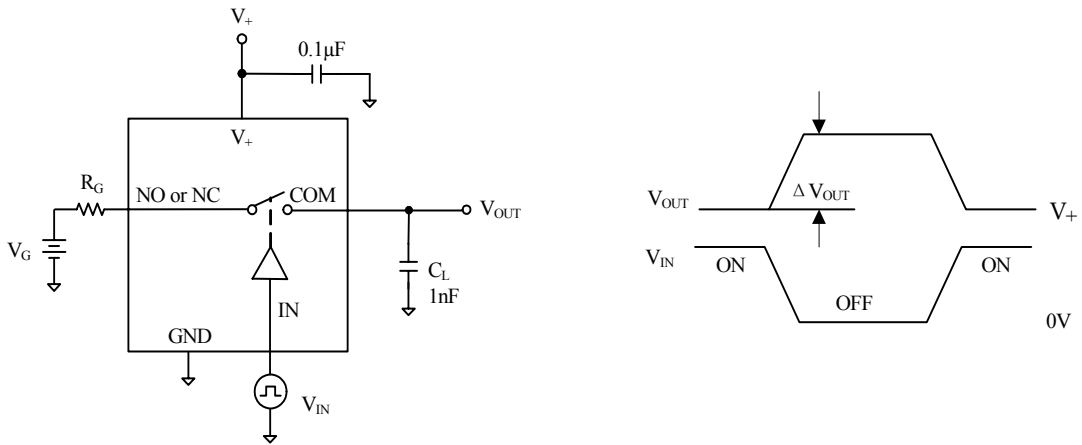 V+
0.1μF
V+
RG
NO or NC
COM
VOUT
VG
CL
1nF
IN
GND
VIN
VOUT
Δ VOUT
V+
VIN
ON
OFF
ON
0V